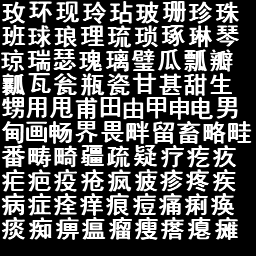 玫环现玲玷玻珊珍珠
班球琅理琉琐琢琳琴
琼瑞瑟瑰璃璧瓜瓢瓣
瓤瓦瓮瓶瓷甘甚甜生
甥用甩甫田由甲申电男
甸画畅界畏畔留畜略畦
番畴畸疆疏疑疗疙疚
疟疤疫疮疯疲疹疼疾
病症痊痒痕痘痛痢痪
痰痴痹瘟瘤瘦瘩瘪瘫